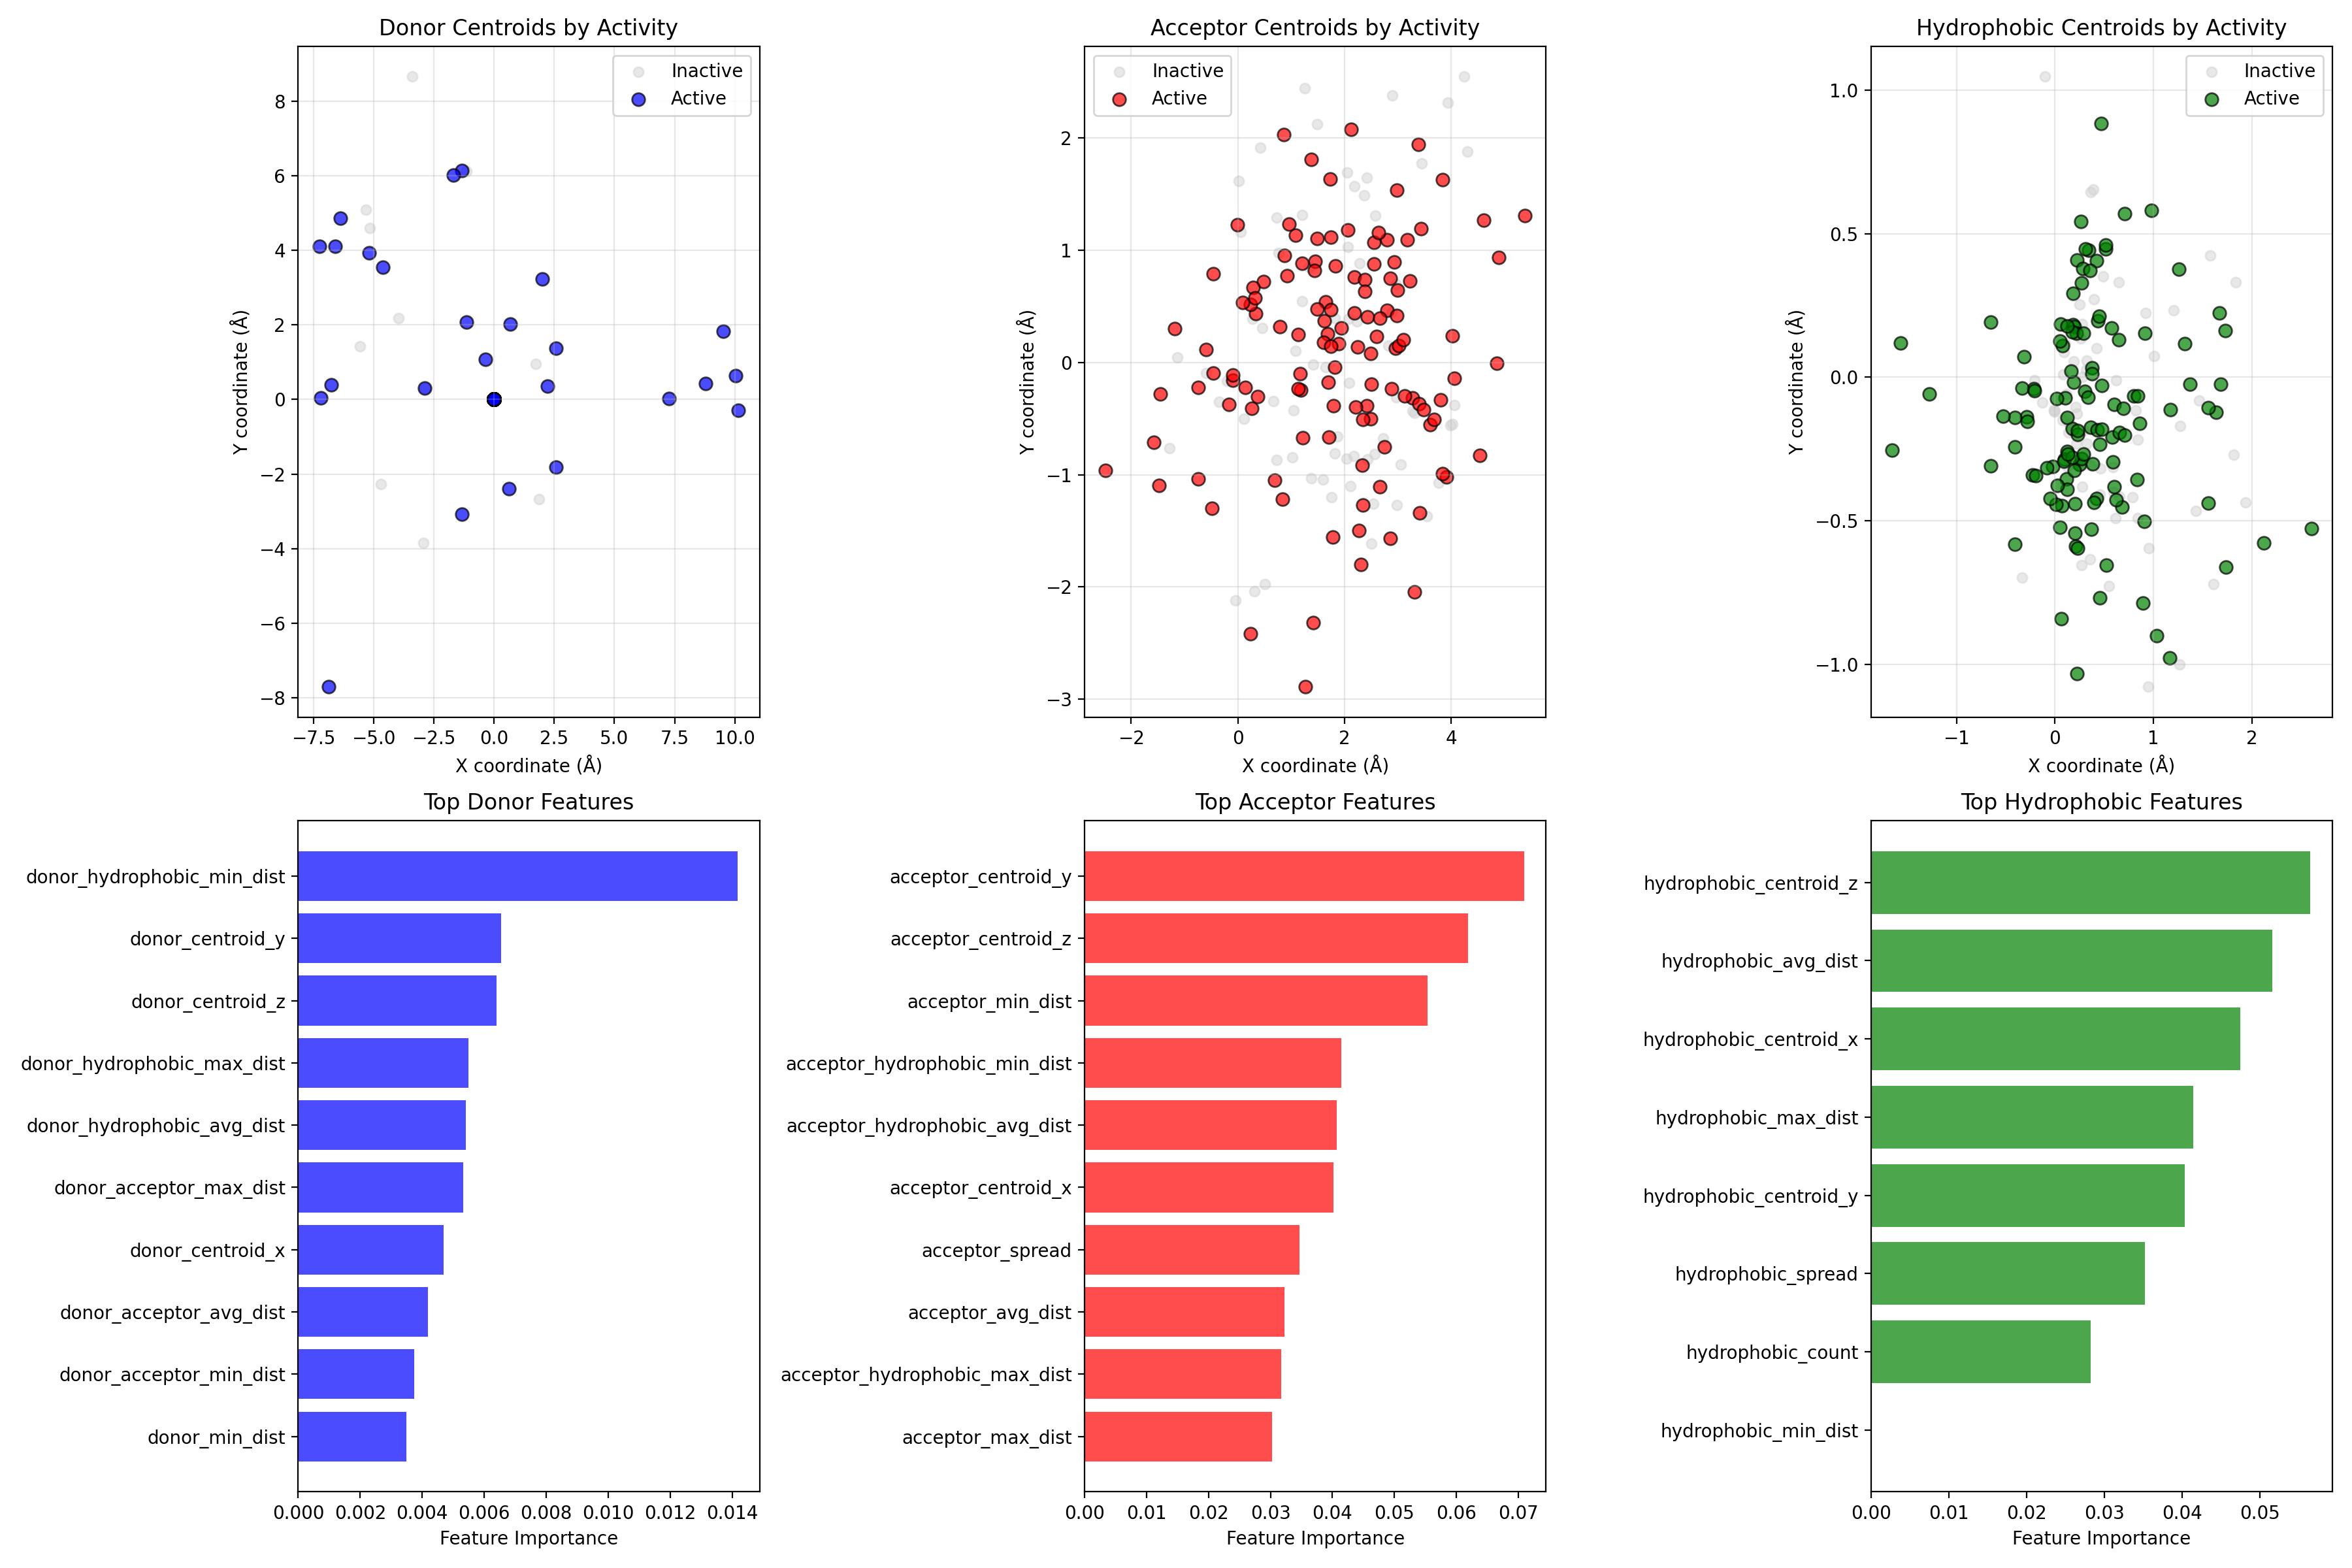 Donor Centroids by Activity
Inactive
Active
8
6
4
2
0
−2
−4
−6
−8
Y coordinate (Å)
−7.5 −5.0 −2.5 0.0 2.5 5.0 7.5 10.0
X coordinate (Å)
Acceptor Centroids by Activity
Inactive
Active
2
1
0
−1
−2
−3
Y coordinate (Å)
−2 0 2 4
X coordinate (Å)
Hydrophobic Centroids by Activity
Inactive
Active
1.0
0.5
0.0
−0.5
−1.0
Y coordinate (Å)
−1 0 1 2
X coordinate (Å)
Top Donor Features
donor_hydrophobic_min_dist
donor_centroid_y
donor_centroid_z
donor_hydrophobic_max_dist
donor_hydrophobic_avg_dist
donor_acceptor_max_dist
donor_centroid_x
donor_acceptor_avg_dist
donor_acceptor_min_dist
donor_min_dist
0.000 0.002 0.004 0.006 0.008 0.010 0.012 0.014
Feature Importance
Top Acceptor Features
acceptor_centroid_y
acceptor_centroid_z
acceptor_min_dist
acceptor_hydrophobic_min_dist
acceptor_hydrophobic_avg_dist
acceptor_centroid_x
acceptor_spread
acceptor_avg_dist
acceptor_hydrophobic_max_dist
acceptor_max_dist
0.00 0.01 0.02 0.03 0.04 0.05 0.06 0.07
Feature Importance
Top Hydrophobic Features
hydrophobic_centroid_z
hydrophobic_avg_dist
hydrophobic_centroid_x
hydrophobic_max_dist
hydrophobic_centroid_y
hydrophobic_spread
hydrophobic_count
hydrophobic_min_dist
0.00 0.01 0.02 0.03 0.04 0.05
Feature Importance